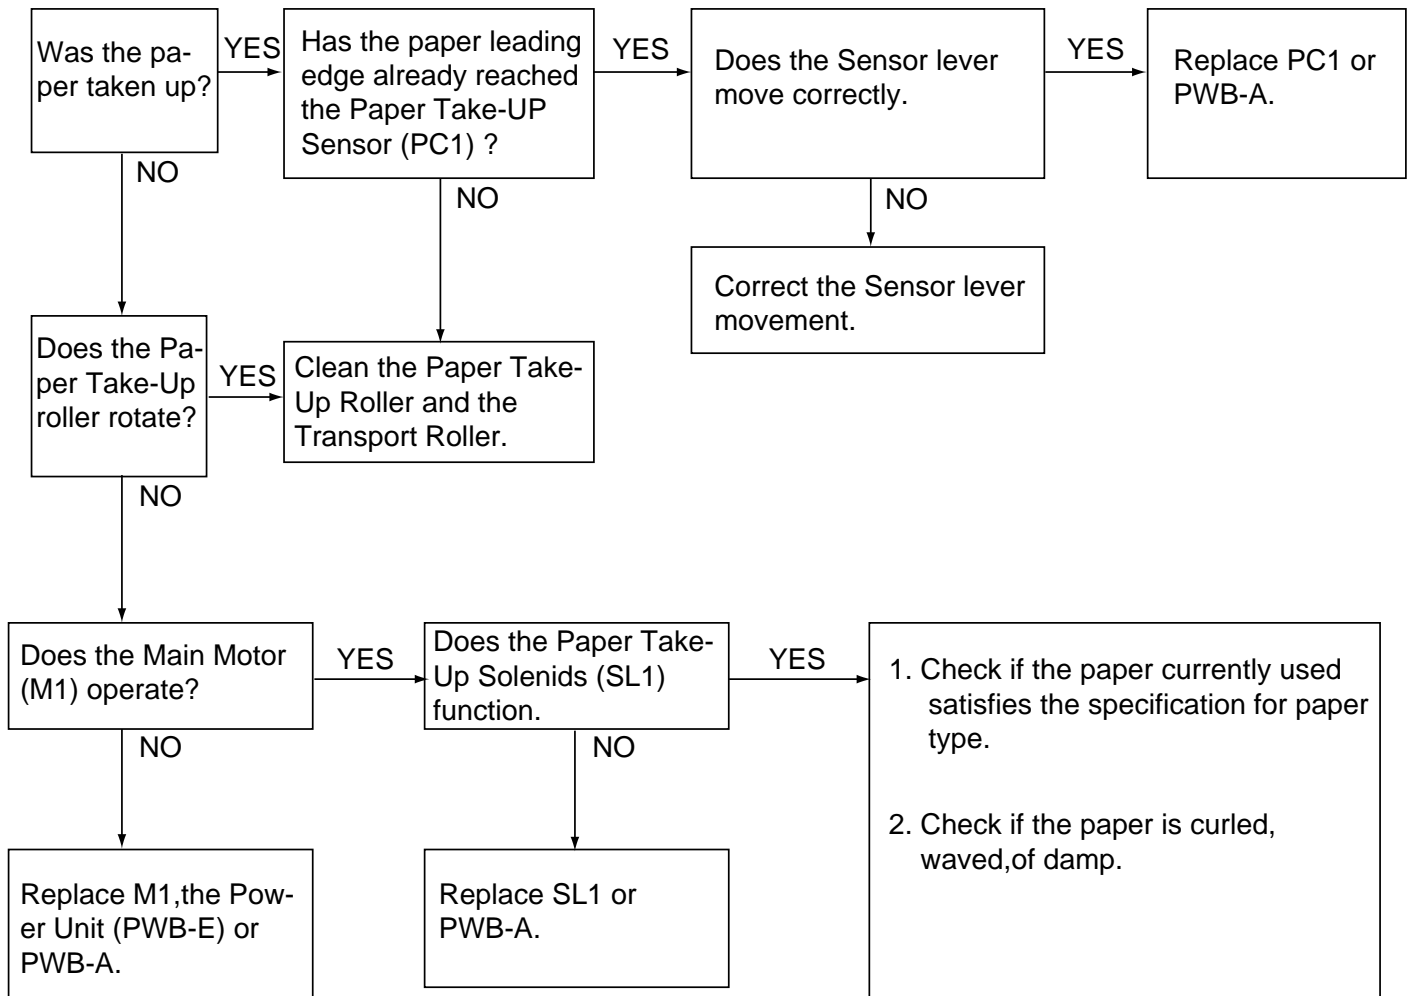 Was the pa-
per taken up?
YES
Has the paper leading
edge already reached
the Paper Take-UP
Sensor (PC1) ?
YES
Does the Sensor lever
move correctly.
YES
Replace PC1 or
PWB-A.
NO
NO
NO
Correct the Sensor lever
movement.
Does the Pa-
per Take-Up
roller rotate?
YES
Clean the Paper Take-
Up Roller and the
Transport Roller.
NO
Does the Main Motor
(M1) operate?
YES
Does the Paper Take-
Up Solenids (SL1)
function.
YES
1. Check if the paper currently used
satisfies the specification for paper
type.
2. Check if the paper is curled,
waved,of damp.
NO
NO
Replace M1,the Pow-
er Unit (PWB-E) or
PWB-A.
Replace SL1 or
PWB-A.